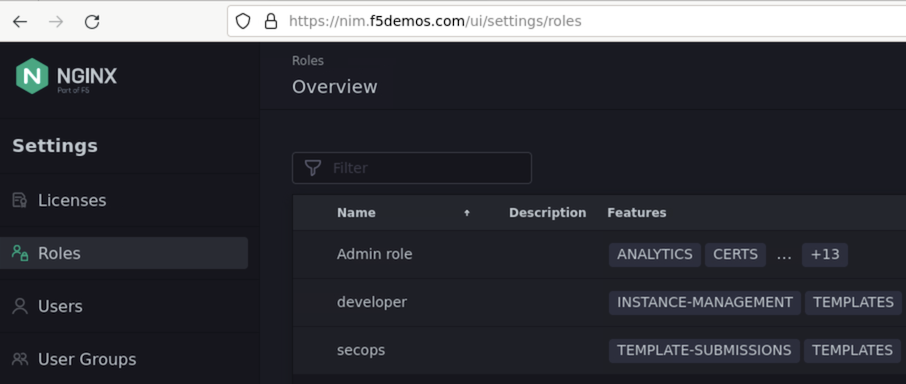 https://nim.f5demos.com/ui/settings/roles
NGINX
Part of F5
Settings
Licenses
Roles
Users
User Groups
Roles
Overview
Filter
Name Description Features
Admin role ANALYTICS CERTS ... +13
developer INSTANCE-MANAGEMENT TEMPLATES
secops TEMPLATE-SUBMISSIONS TEMPLATES